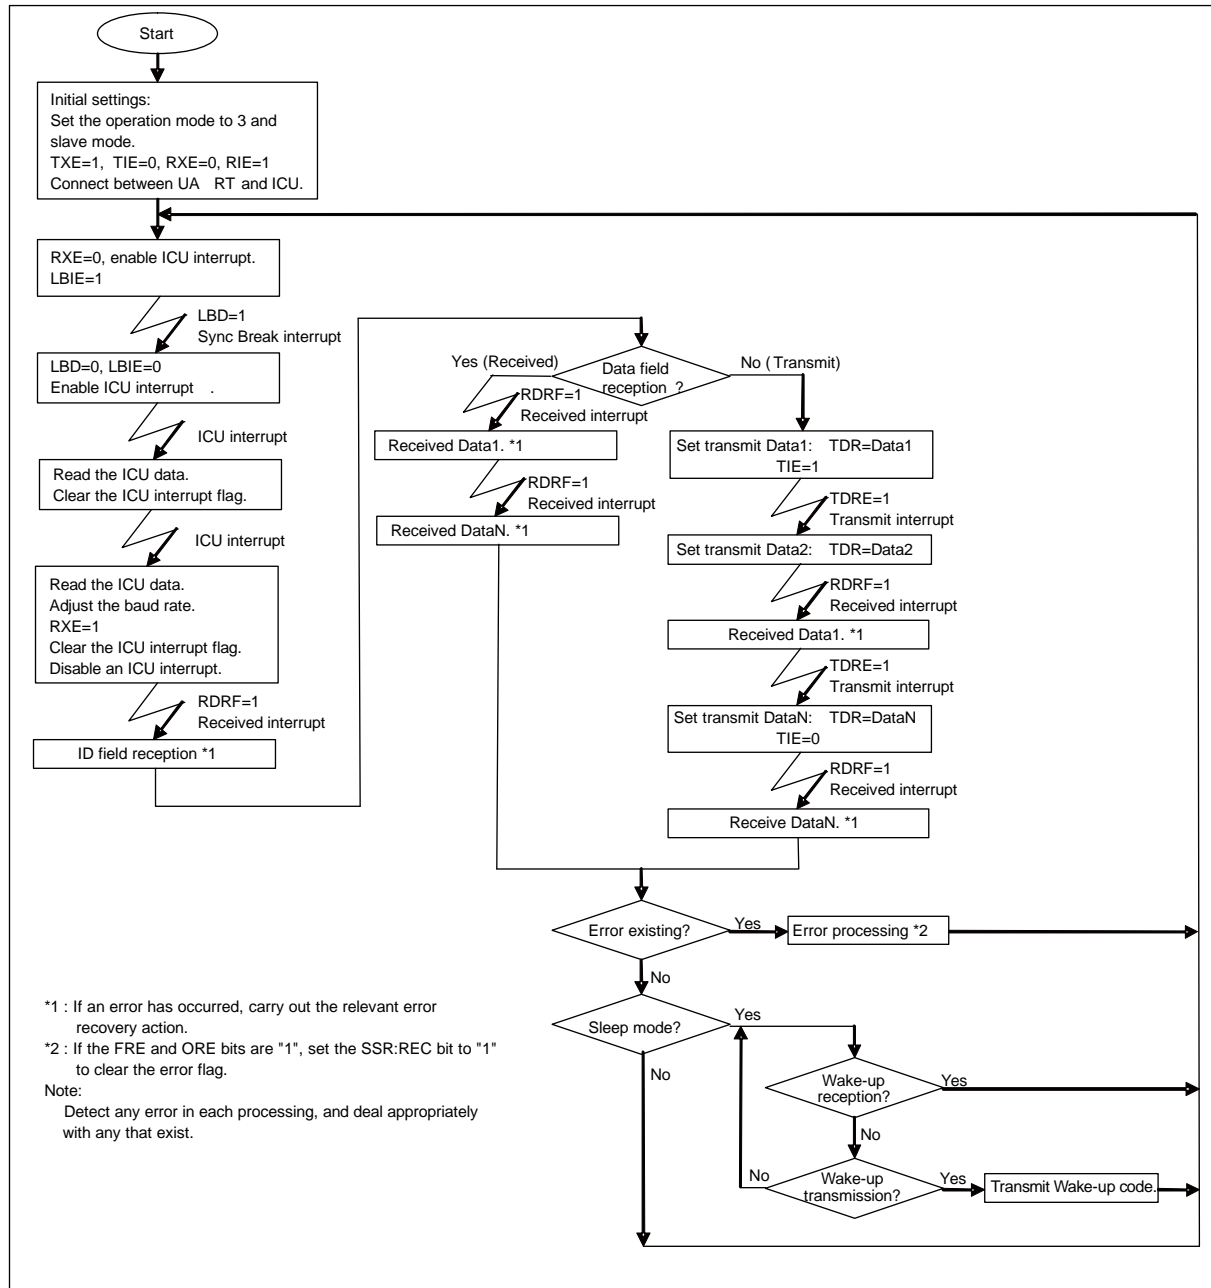 Start
Initial settings:
Set the operation mode to 3 and
slave mode.
TXE=1, TIE=0, RXE=0, RIE=1
Connect between UA RT and ICU.
RXE=0, enable ICU interrupt.
LBIE=1
LBD=1
Sync Break interrupt
LBD=0, LBIE=0
Enable ICU interrupt .
ICU interrupt
Read the ICU data.
Clear the ICU interrupt flag.
ICU interrupt
Read the ICU data.
Adjust the baud rate.
RXE=1
Clear the ICU interrupt flag.
Disable an ICU interrupt.
RDRF=1
Received interrupt
ID field reception *1
Data field
reception ?
Yes (Received)
No (Transmit)
RDRF=1
Received interrupt
Received Data1. *1
RDRF=1
Received interrupt
Received DataN. *1
Set transmit Data1: TDR=Data1
TIE=1
TDRE=1
Transmit interrupt
Set transmit Data2: TDR=Data2
RDRF=1
Received interrupt
Received Data1. *1
TDRE=1
Transmit interrupt
Set transmit DataN: TDR=DataN
TIE=0
RDRF=1
Received interrupt
Receive DataN. *1
Error existing?
Yes
Error processing *2
No
Sleep mode?
Yes
No
Wake-up
reception?
Yes
No
Wake-up
transmission?
No
Yes
Transmit Wake-up code.
*1 : If an error has occurred, carry out the relevant error
recovery action.
*2 : If the FRE and ORE bits are "1", set the SSR:REC bit to "1"
to clear the error flag.
Note:
Detect any error in each processing, and deal appropriately
with any that exist.